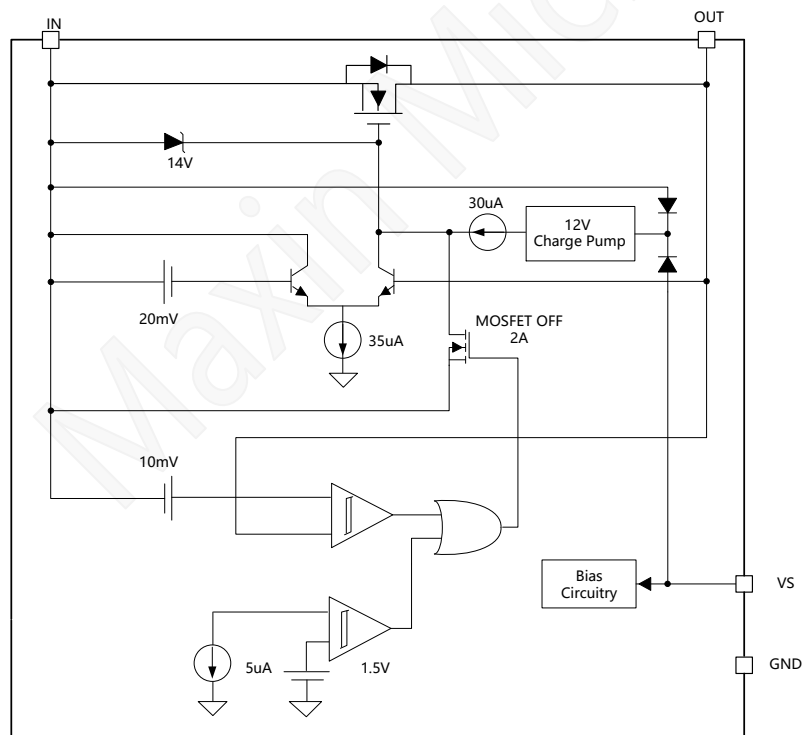 IN
OUT
14V
30uA
12V
Charge Pump
20mV
35uA
MOSFET OFF
2A
10mV
Bias
Circuitry
VS
5uA
1.5V
GND